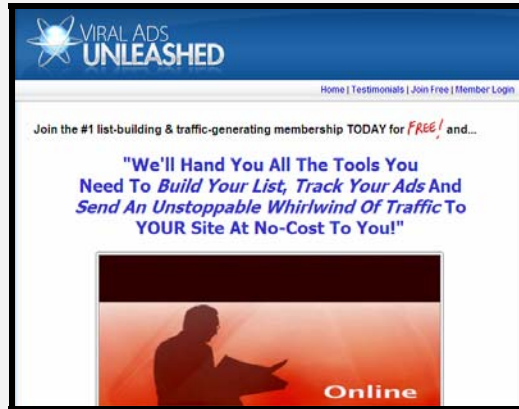 VIRAL ADS
UNLEASHED
Home | Testimonials | Join Free | Member Login
Join the #1 list-building & traffic-generating membership TODAY for FREE! and...
"We'll Hand You All The Tools You
Need To Build Your List, Track Your Ads And
Send An Unstoppable Whirlwind Of Traffic To
YOUR Site At No-Cost To You!"
Online